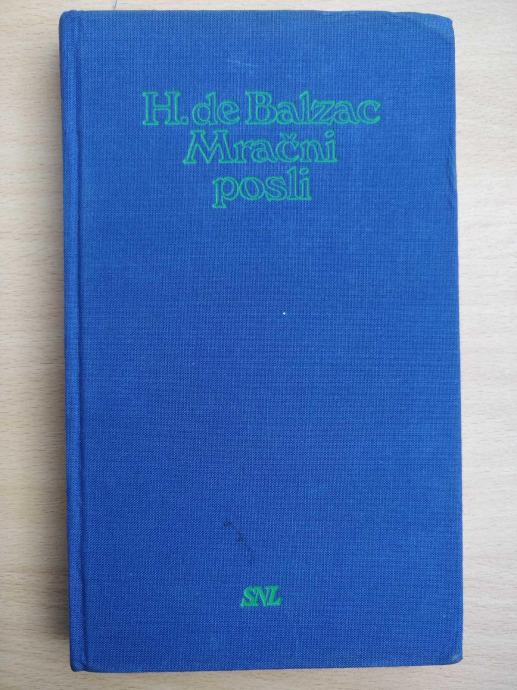 H. de Balzac
Mračni
posli
SNL